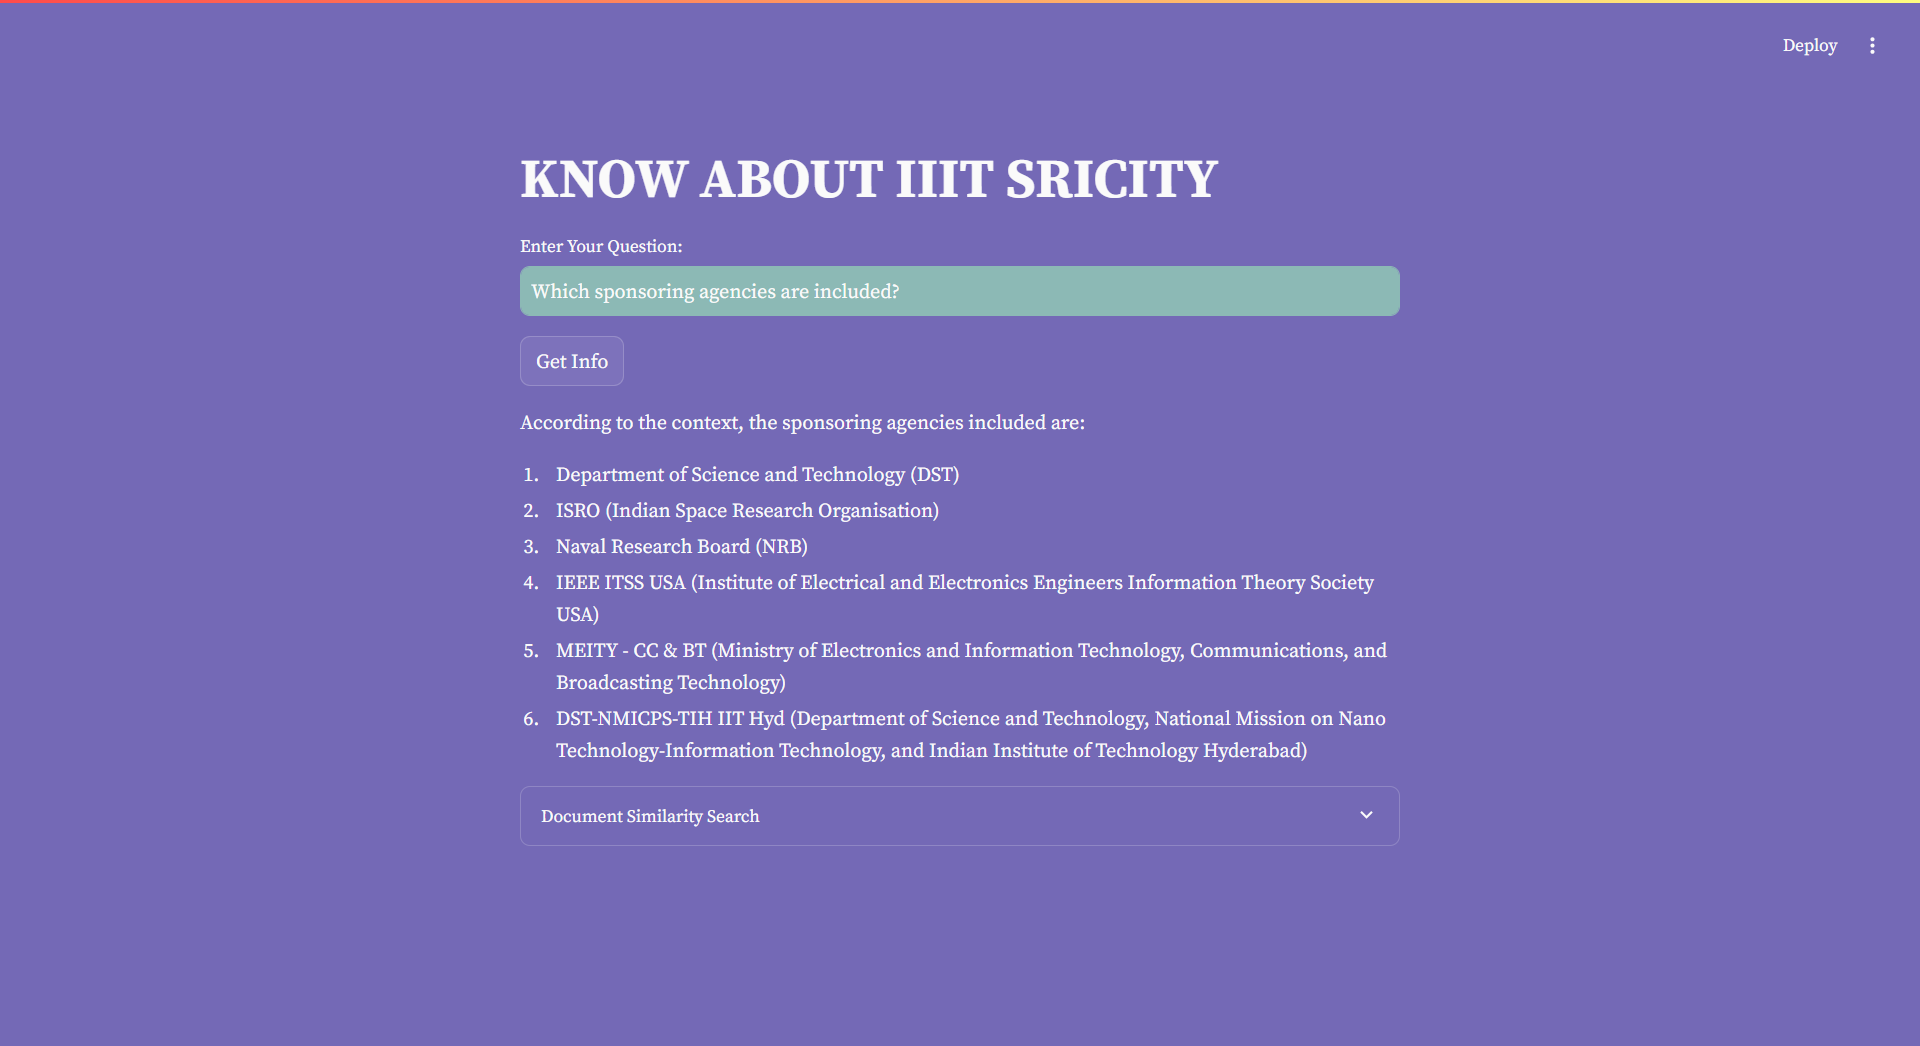 Deploy
KNOW ABOUT IIIT SRICITY
Enter Your Question:
Which sponsoring agencies are included?
Get Info
According to the context, the sponsoring agencies included are:
1. Department of Science and Technology (DST)
2. ISRO (Indian Space Research Organisation)
3. Naval Research Board (NRB)
4. IEEE ITSS USA (Institute of Electrical and Electronics Engineers Information Theory Society
USA)
5. MEITY - CC & BT (Ministry of Electronics and Information Technology, Communications, and
Broadcasting Technology)
6. DST-NMICPS-TIH IIT Hyd (Department of Science and Technology, National Mission on Nano
Technology-Information Technology, and Indian Institute of Technology Hyderabad)
Document Similarity Search